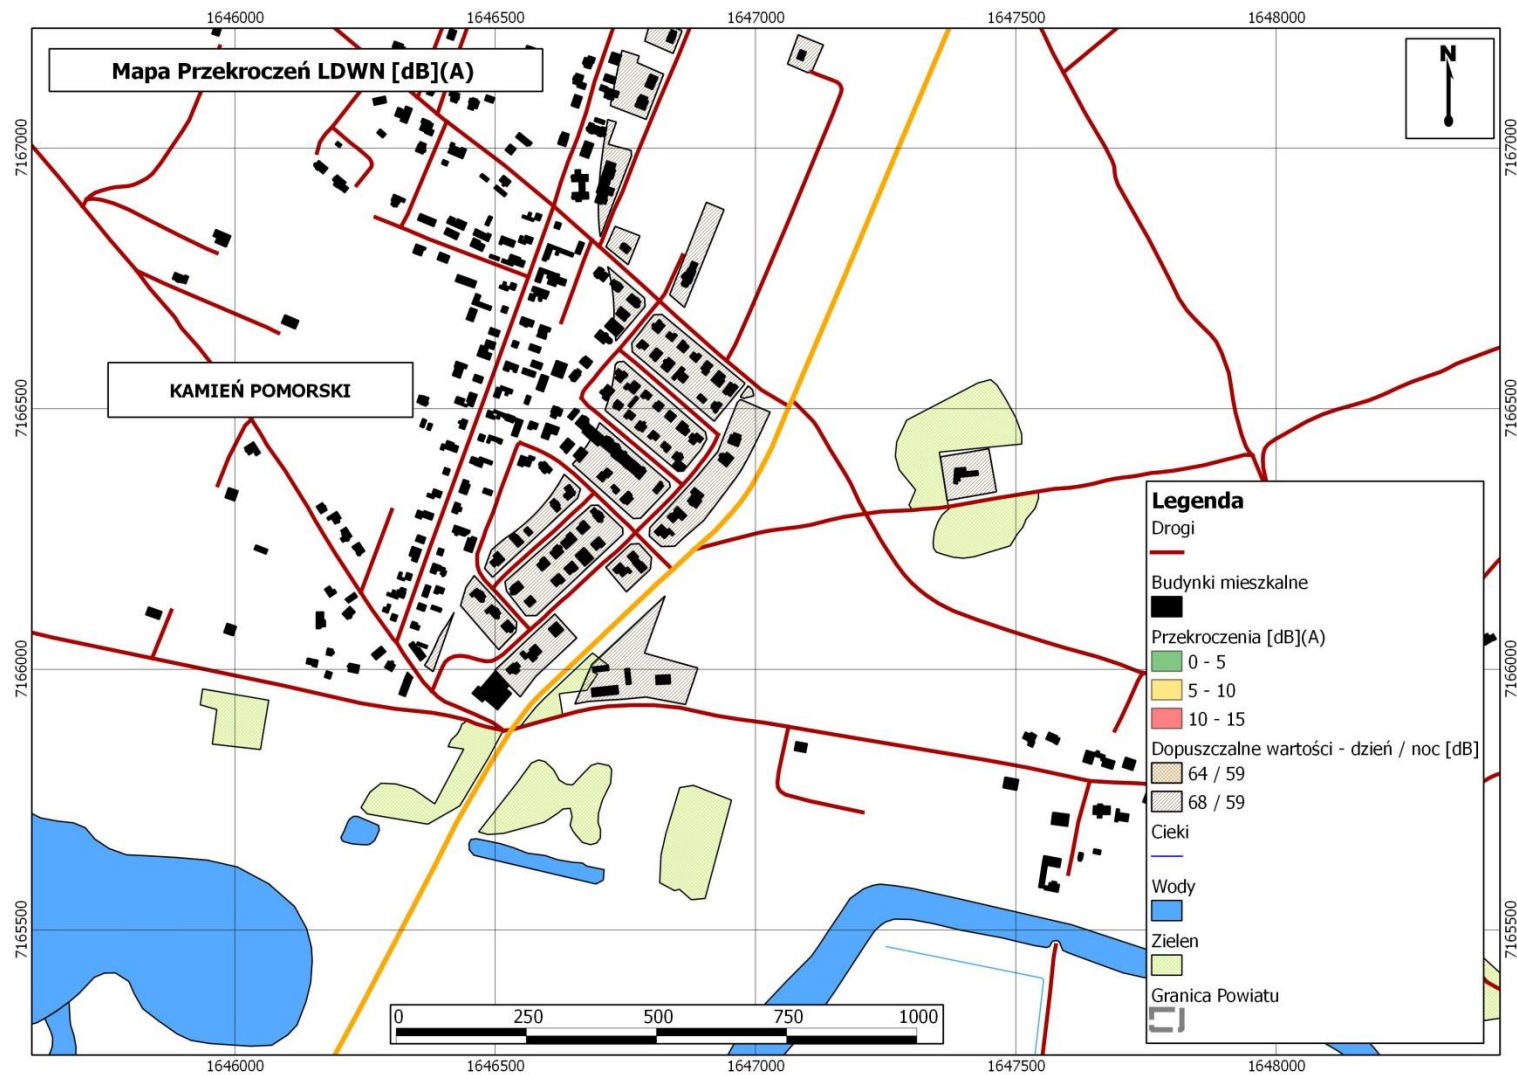 1646000 1646500 1647000 1647500 1648000
Mapa Przekroczeń LDWN [dB](A)
N
7167000 7167000
KAMIEŃ POMORSKI
7166500 7166500
Legenda
Drogi
Budynki mieszkalne
Przekroczenia [dB](A)
0 - 5
5 - 10
10 - 15
Dopuszczalne wartości - dzień / noc [dB]
64 / 59
68 / 59
Cieki
Wody
Zielen
Granica Powiatu
7166000 7166000
7165500 7165500
0 250 500 750 1000
1646000 1646500 1647000 1647500 1648000